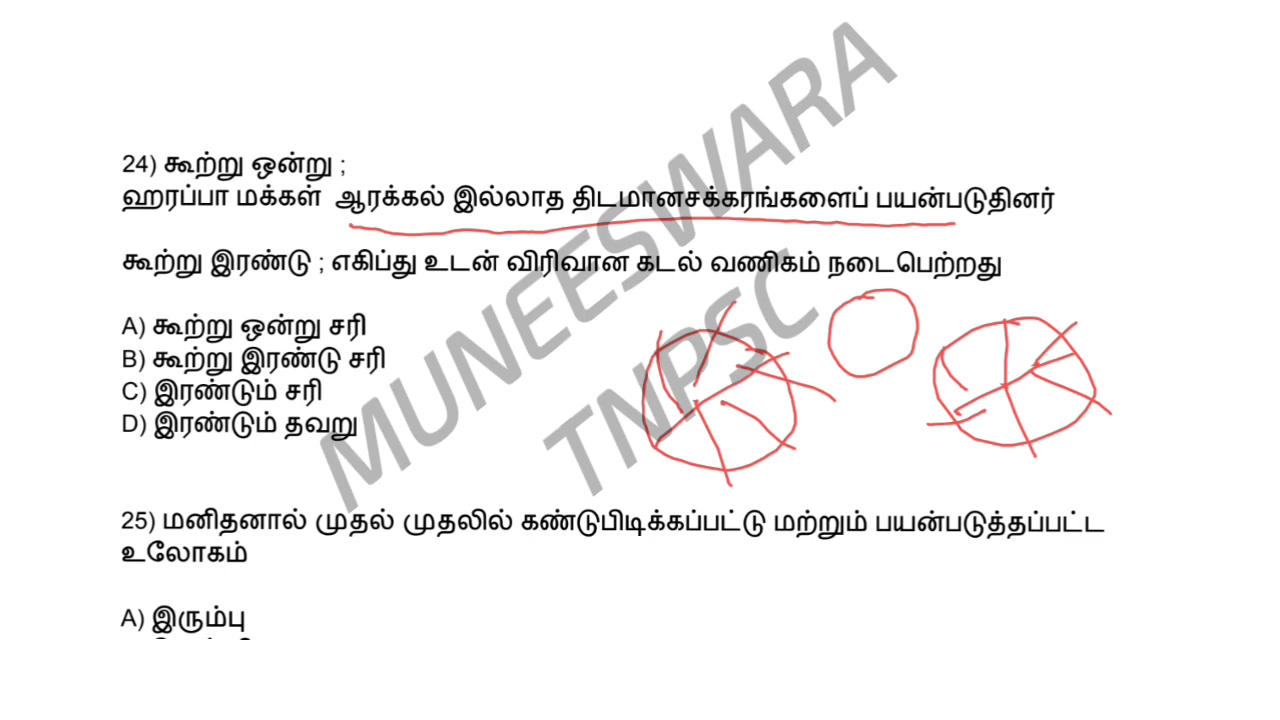 24) கூற்று ஒன்று ;
ஹரப்பா மக்கள் ஆரக்கல் இல்லாத திடமானசக்கரங்களைப் பயன்படுதினர்
கூற்று இரண்டு ; எகிப்து உடன் விரிவான கடல் வணிகம் நடைபெற்றது
A) கூற்று ஒன்று சரி
B) கூற்று இரண்டு சரி
C) இரண்டும் சரி
D) இரண்டும் தவறு
MUNEESWARA
TNPSC
25) மனிதனால் முதல் முதலில் கண்டுபிடிக்கப்பட்டு மற்றும் பயன்படுத்தப்பட்ட
உலோகம்
A) இரும்பு